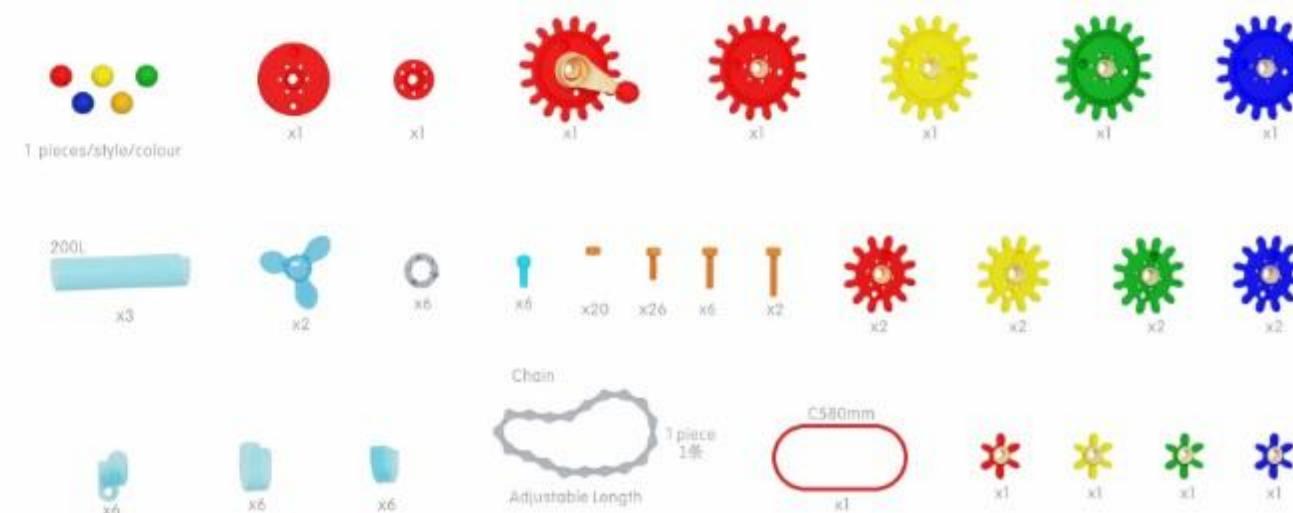 1 pieces/style/colour
x1
x1
x1
x1
x1
x1
x1
200L
x3
x2
x6
x6
x20
x26
x6
x2
x2
x2
x2
x2
Chain
1 piece
1条
Adjustable Length
C580mm
x1
x6
x6
x6
x1
x1
x1
x1